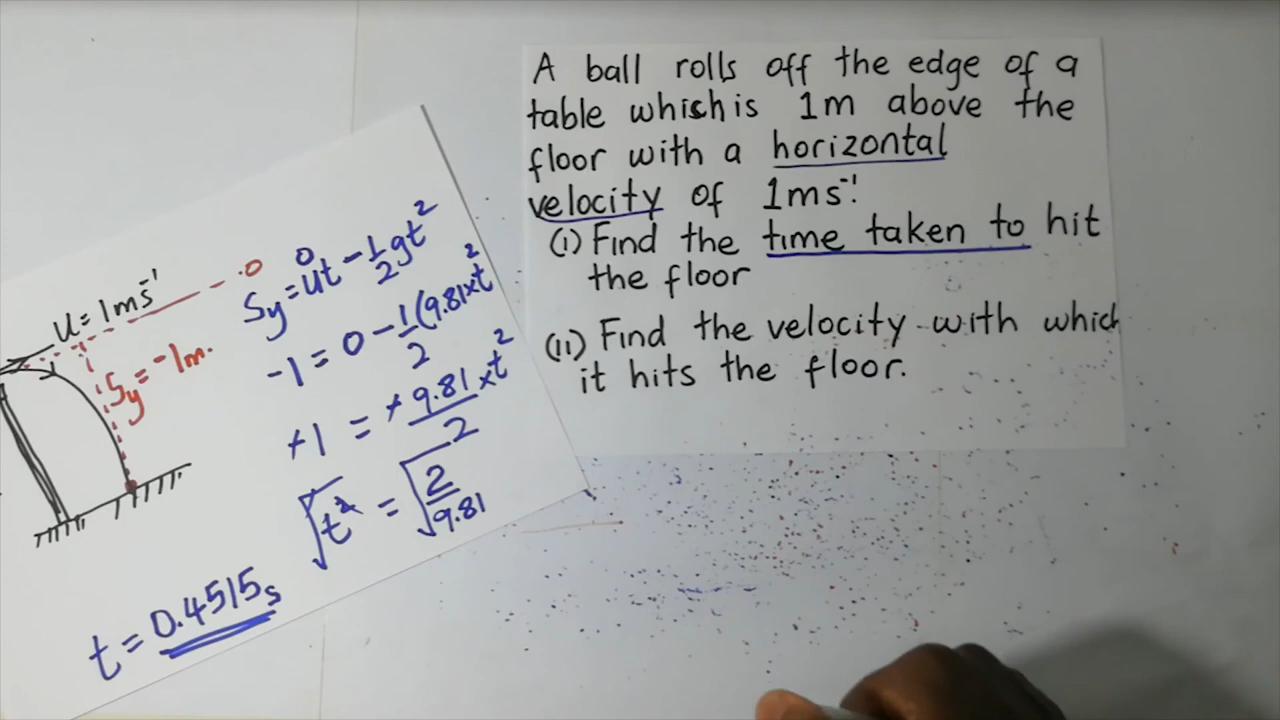 A ball rolls off the edge of a
table which is 1m above the
floor with a horizontal
velocity of 1ms⁻¹.
(i) Find the time taken to hit
the floor
(ii) Find the velocity with which
it hits the floor.
u = 1ms⁻¹
0
Sy = -1m.
0
Sy = ut - 1/2 gt²
-1 = 0 - 1/2 (9.81 × t²
+1 = + 9.81/2 × t²
√t² = √2/9.81
t = 0.4515s